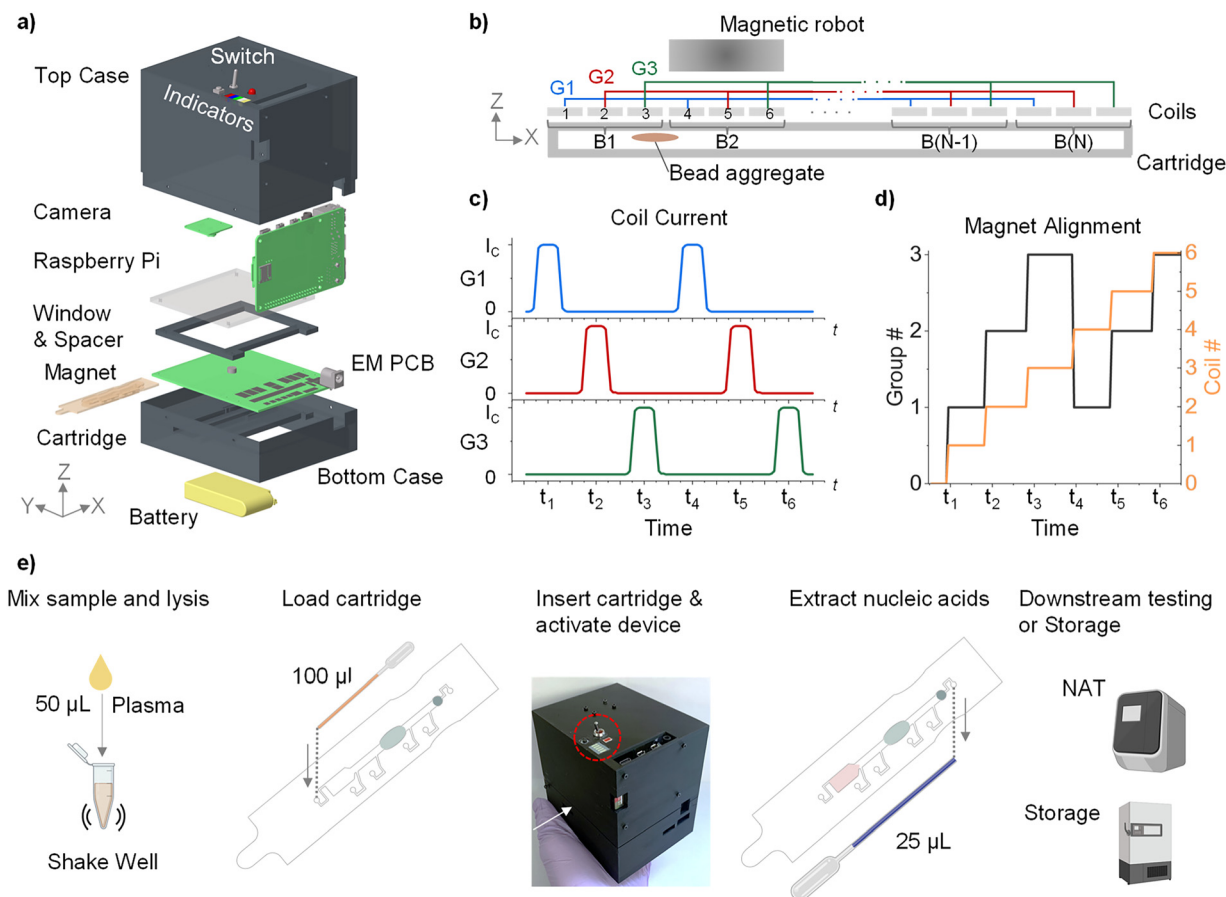 a)
Switch
Top Case
Indicators
Camera
Raspberry Pi
Window
& Spacer
Magnet
EM PCB
Cartridge
Bottom Case
Z
Y
X
Battery
b)
Magnetic robot
G3
G2
G1
Z
X
1 2 3 4 5 6
Coils
B1 B2 B(N-1) B(N)
Cartridge
Bead aggregate
c)
Coil Current
I_C
G1
0
t
I_C
G2
0
t
I_C
G3
0
t
t₁ t₂ t₃ t₄ t₅ t₆
Time
d)
Magnet Alignment
3
2
1
0
Group #
6
5
4
3
2
1
0
Coil #
t₁ t₂ t₃ t₄ t₅ t₆
Time
e)
Mix sample and lysis
50 µL
Plasma
Shake Well
Load cartridge
100 µl
Insert cartridge &
activate device
Extract nucleic acids
25 µL
Downstream testing
or Storage
NAT
Storage